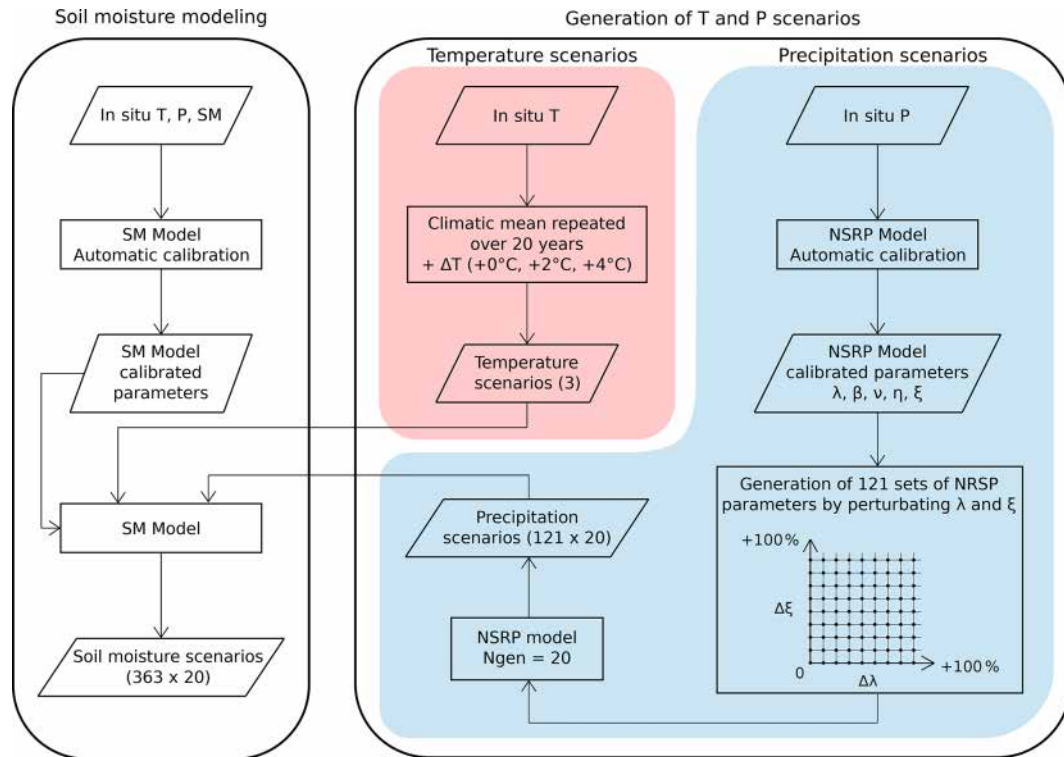 Soil moisture modeling
Generation of T and P scenarios
Temperature scenarios
Precipitation scenarios
In situ T, P, SM
SM Model
Automatic calibration
SM Model
calibrated
parameters
SM Model
Soil moisture scenarios
(363 x 20)
In situ T
Climatic mean repeated
over 20 years
+ ΔT (+0°C, +2°C, +4°C)
Temperature
scenarios (3)
In situ P
NSRP Model
Automatic calibration
NSRP Model
calibrated parameters
λ, β, ν, η, ξ
Generation of 121 sets of NRSP
parameters by perturbating λ and ξ
+100%
Δξ
0
+100%
Δλ
NSRP model
Ngen = 20
Precipitation
scenarios (121 x 20)